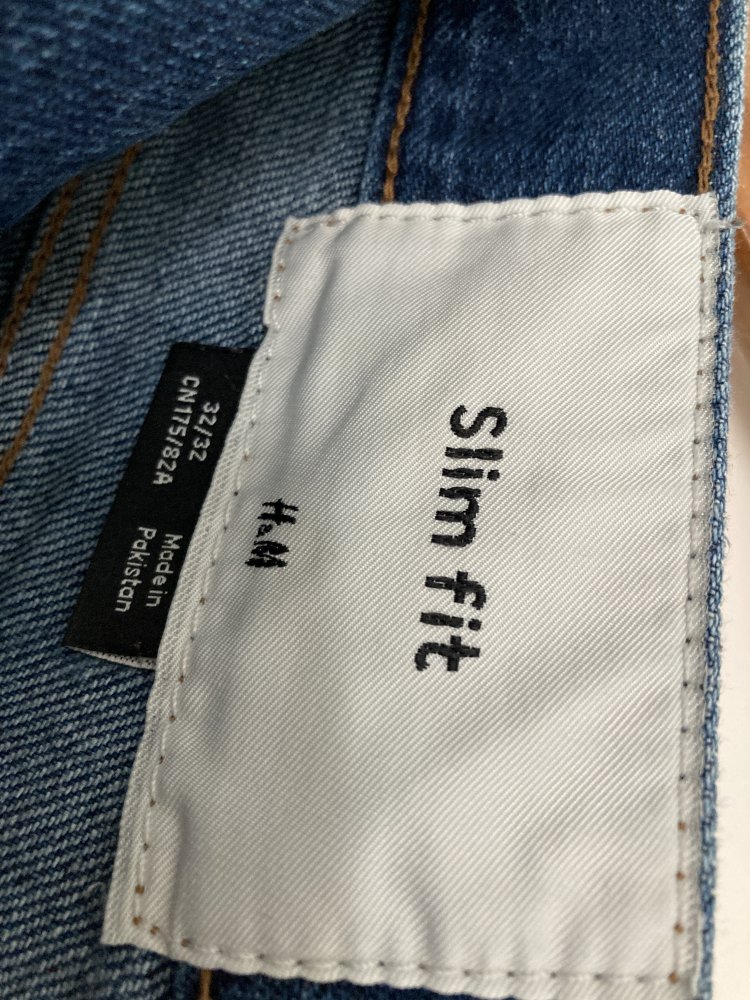 Slim fit
H&M
32/32
CN175/82A
Made in
Pakistan